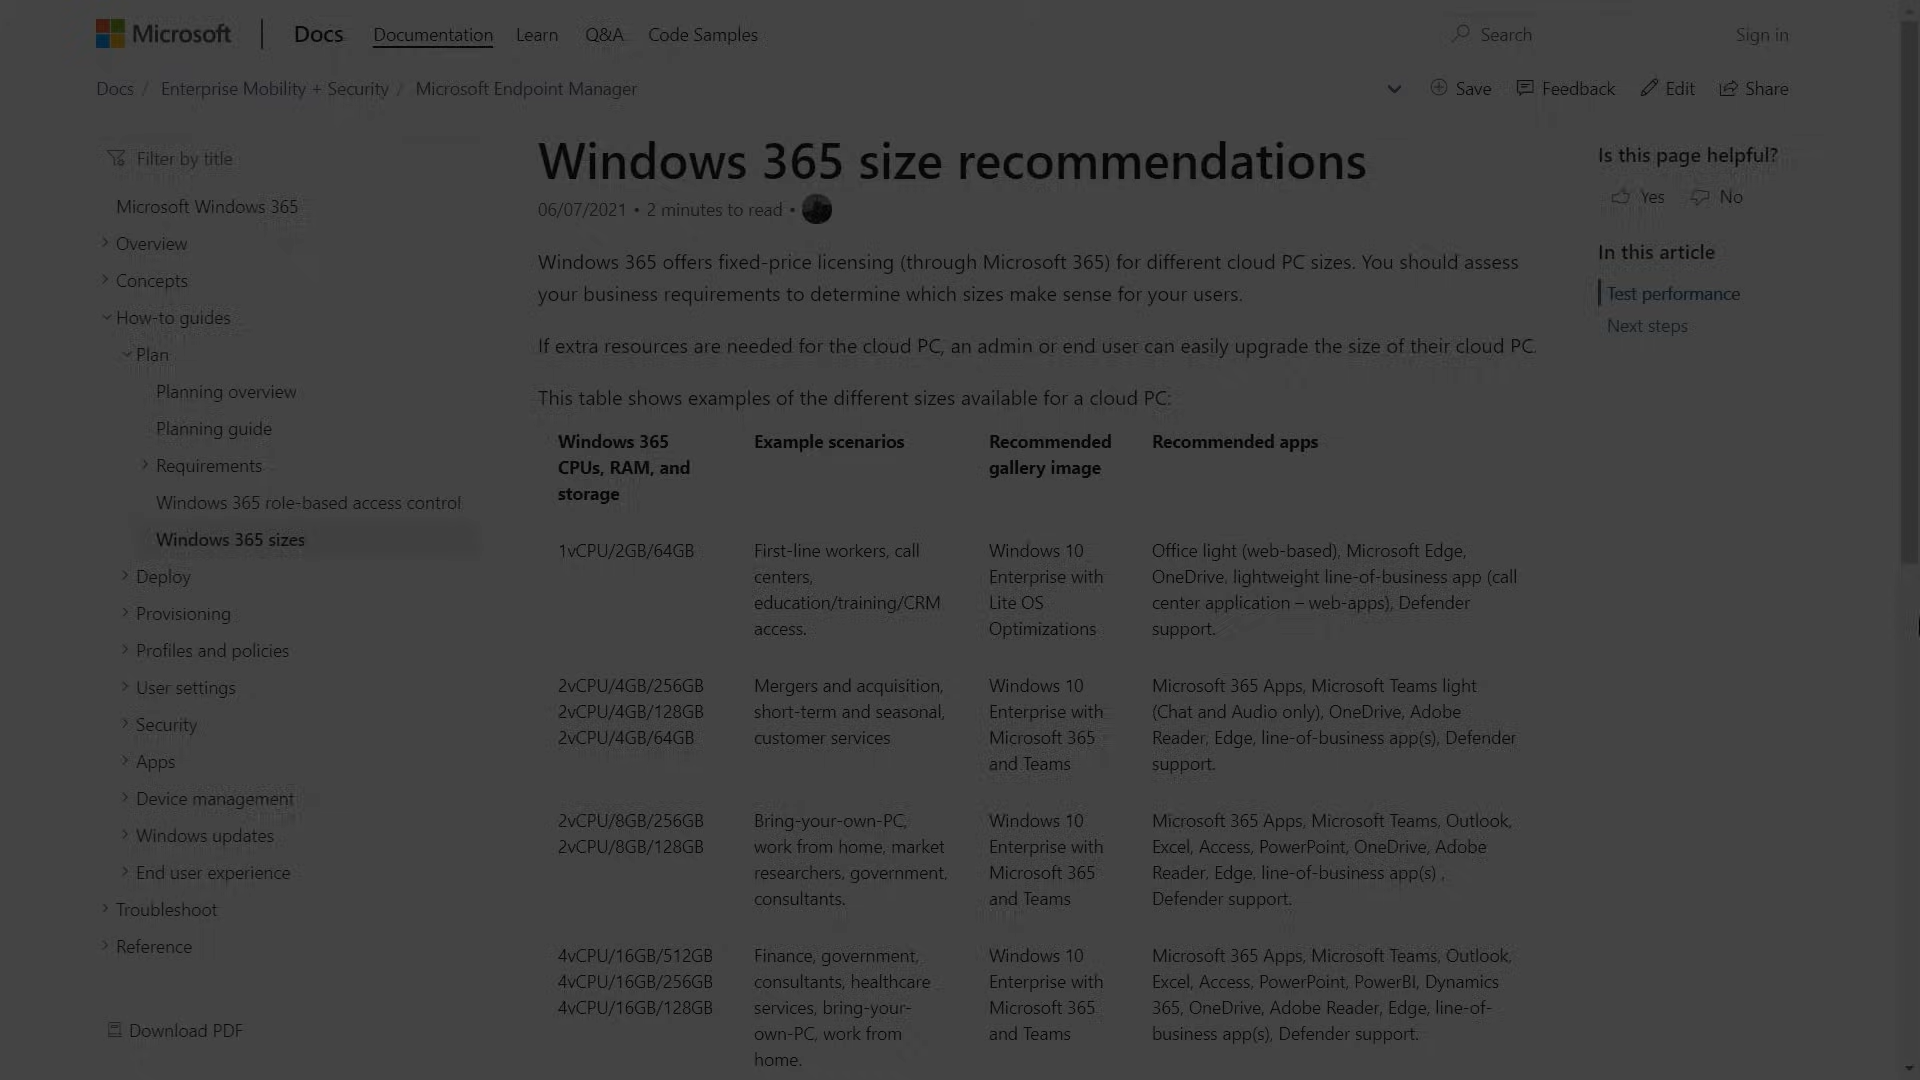 Microsoft Docs Documentation Learn Q&A Code Samples Search Sign in
Docs / Enterprise Mobility + Security / Microsoft Endpoint Manager Save Feedback Edit Share
Filter by title
Microsoft Windows 365
Overview
Concepts
How-to guides
Plan
Planning overview
Planning guide
Requirements
Windows 365 role-based access control
Windows 365 sizes
Deploy
Provisioning
Profiles and policies
User settings
Security
Apps
Device management
Windows updates
End user experience
Troubleshoot
Reference
Download PDF
Windows 365 size recommendations
06/07/2021 • 2 minutes to read •
Windows 365 offers fixed-price licensing (through Microsoft 365) for different cloud PC sizes. You should assess
your business requirements to determine which sizes make sense for your users.
If extra resources are needed for the cloud PC, an admin or end user can easily upgrade the size of their cloud PC.
This table shows examples of the different sizes available for a cloud PC:
Windows 365
CPUs, RAM, and
storage
Example scenarios
Recommended
gallery image
Recommended apps
1vCPU/2GB/64GB
First-line workers, call
centers,
education/training/CRM
access.
Windows 10
Enterprise with
Lite OS
Optimizations
Office light (web-based), Microsoft Edge,
OneDrive, lightweight line-of-business app (call
center application – web-apps), Defender
support.
2vCPU/4GB/256GB
2vCPU/4GB/128GB
2vCPU/4GB/64GB
Mergers and acquisition,
short-term and seasonal,
customer services
Windows 10
Enterprise with
Microsoft 365
and Teams
Microsoft 365 Apps, Microsoft Teams light
(Chat and Audio only), OneDrive, Adobe
Reader, Edge, line-of-business app(s), Defender
support.
2vCPU/8GB/256GB
2vCPU/8GB/128GB
Bring-your-own-PC,
work from home, market
researchers, government,
consultants.
Windows 10
Enterprise with
Microsoft 365
and Teams
Microsoft 365 Apps, Microsoft Teams, Outlook,
Excel, Access, PowerPoint, OneDrive, Adobe
Reader, Edge, line-of-business app(s) ,
Defender support.
4vCPU/16GB/512GB
4vCPU/16GB/256GB
4vCPU/16GB/128GB
Finance, government,
consultants, healthcare
services, bring-your-
own-PC, work from
home.
Windows 10
Enterprise with
Microsoft 365
and Teams
Microsoft 365 Apps, Microsoft Teams, Outlook,
Excel, Access, PowerPoint, PowerBI, Dynamics
365, OneDrive, Adobe Reader, Edge, line-of-
business app(s), Defender support.
Is this page helpful?
Yes No
In this article
Test performance
Next steps